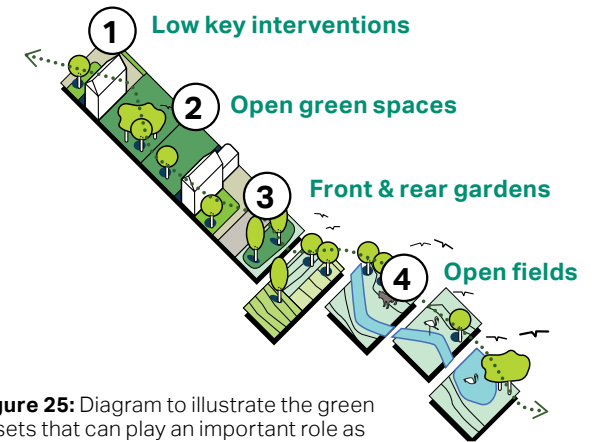 1 Low key interventions
2 Open green spaces
3 Front & rear gardens
4 Open fields
gure 25: Diagram to illustrate the green
sets that can play an important role as